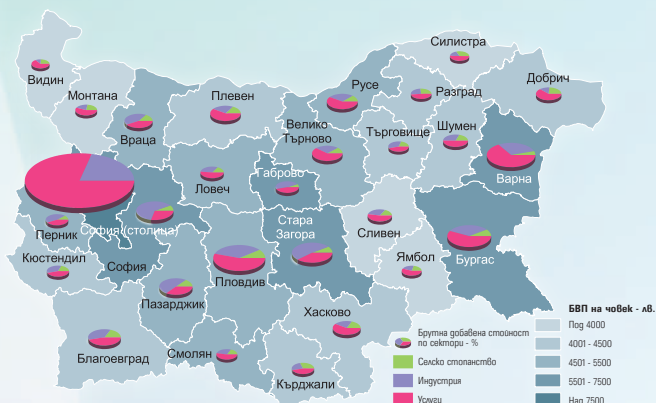 Силистра
Видин
Русе
Добрич
Монтана
Плевен
Разград
Враца
Велико
Търново
Търговище
Шумен
Габрово
Варна
Ловеч
София (столица)
Перник
Стара
Загора
Сливен
Бургас
Кюстендил
София
Пловдив
Ямбол
Пазарджик
Хасково
Благоевград
Смолян
Кърджали
Брутна добавена стойност
по сектори - %
Селско стопанство
Индустрия
Услуги
БВП на човек - лв.
Под 4000
4001 - 4500
4501 - 5500
5501 - 7500
Над 7500